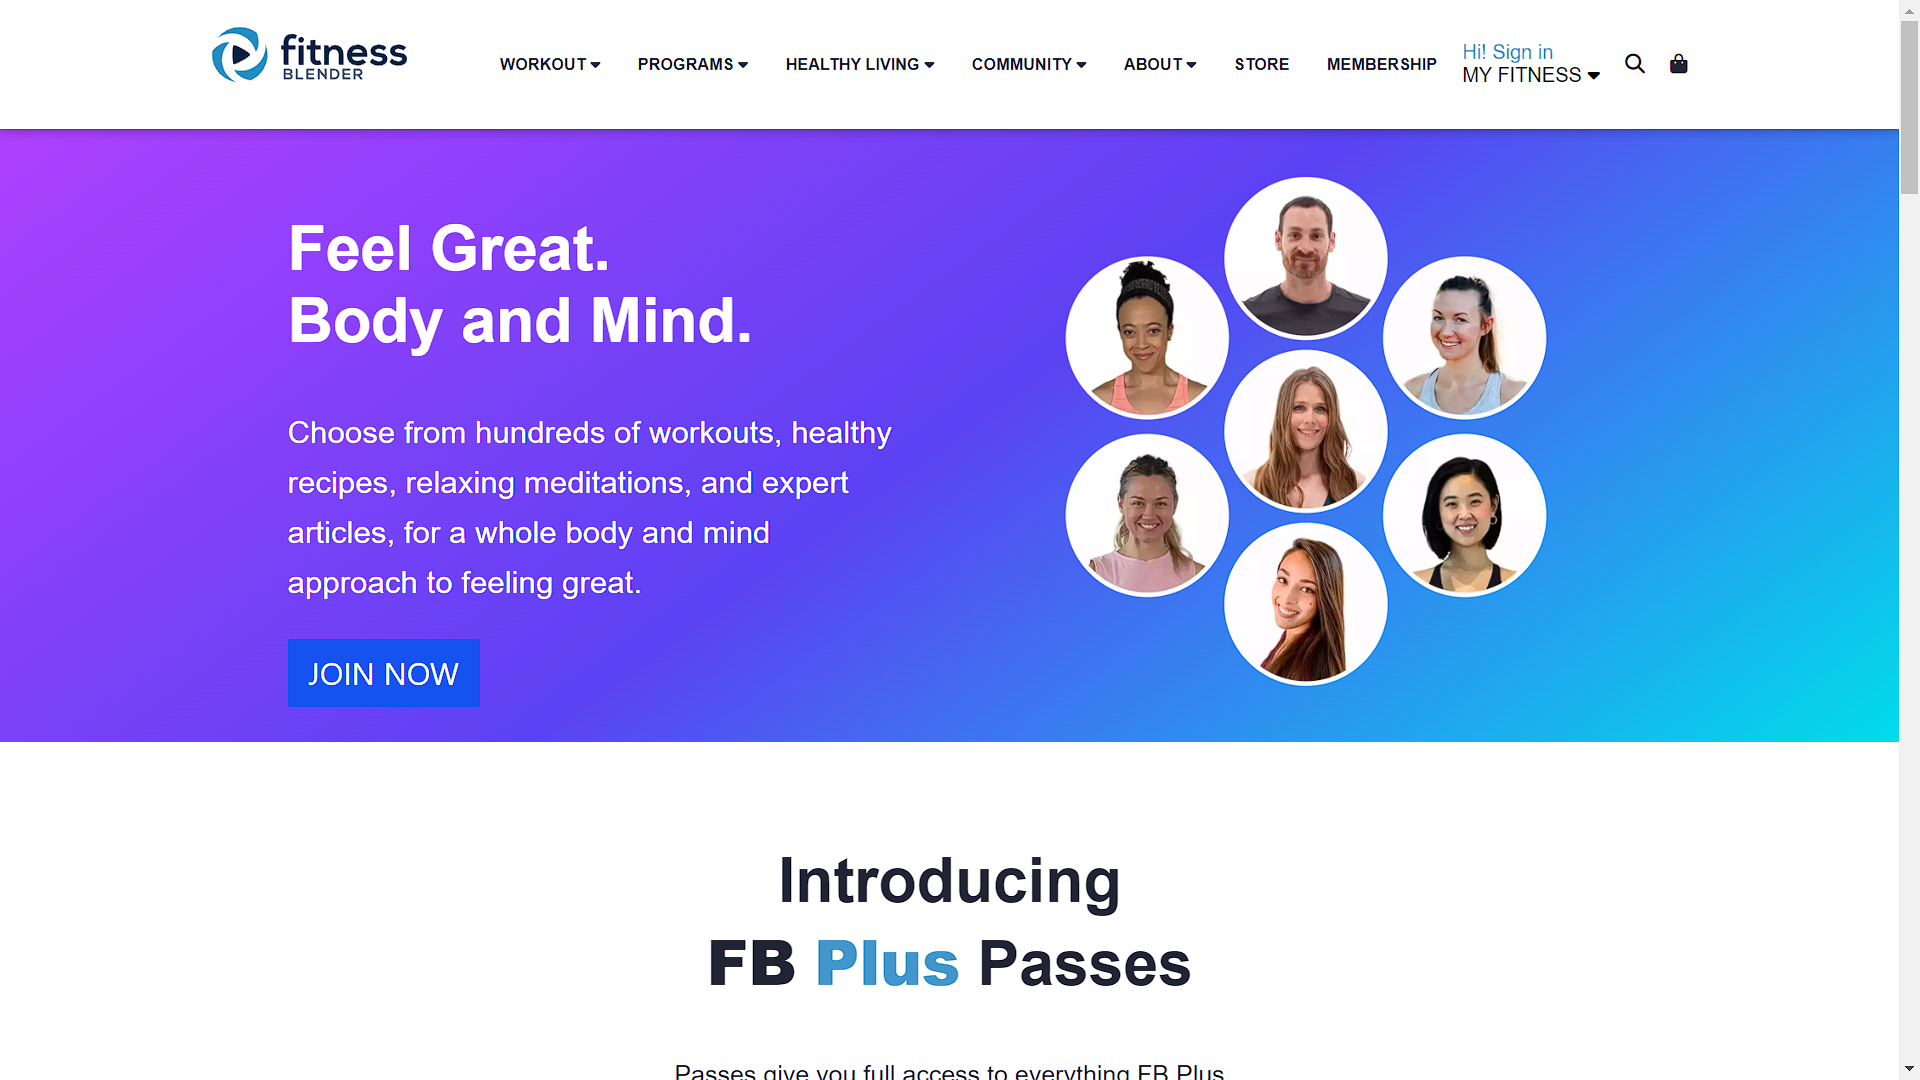 fitness
BLENDER
WORKOUT
PROGRAMS
HEALTHY LIVING
COMMUNITY
ABOUT
STORE
MEMBERSHIP
Hi! Sign in
MY FITNESS
Feel Great.
Body and Mind.
Choose from hundreds of workouts, healthy
recipes, relaxing meditations, and expert
articles, for a whole body and mind
approach to feeling great.
JOIN NOW
Introducing
FB Plus Passes
Passes give you full access to everything FB Plus